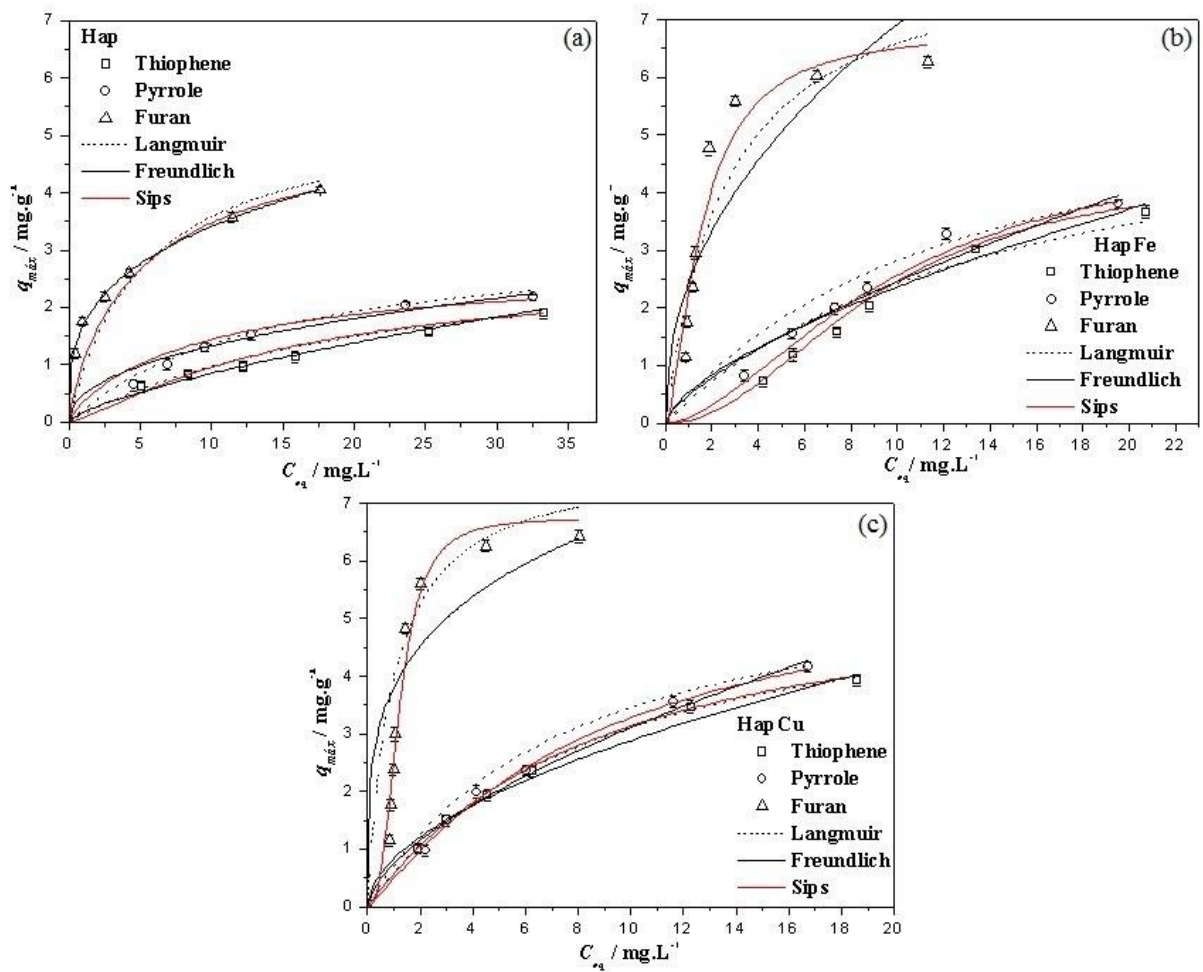 (a)
Hap
Thiophene
Pyrrole
Furan
Langmuir
Freundlich
Sips
q_máx / mg.g⁻¹
7
6
5
4
3
2
1
0
0 5 10 15 20 25 30 35
C_eq / mg.L⁻¹
(b)
HapFe
Thiophene
Pyrrole
Furan
Langmuir
Freundlich
Sips
q_máx / mg.g⁻
7
6
5
4
3
2
1
0
0 2 4 6 8 10 12 14 16 18 20 22
C_eq / mg.L⁻¹
(c)
HapCu
Thiophene
Pyrrole
Furan
Langmuir
Freundlich
Sips
q_máx / mg.g⁻¹
7
6
5
4
3
2
1
0
0 2 4 6 8 10 12 14 16 18 20
C_eq / mg.L⁻¹